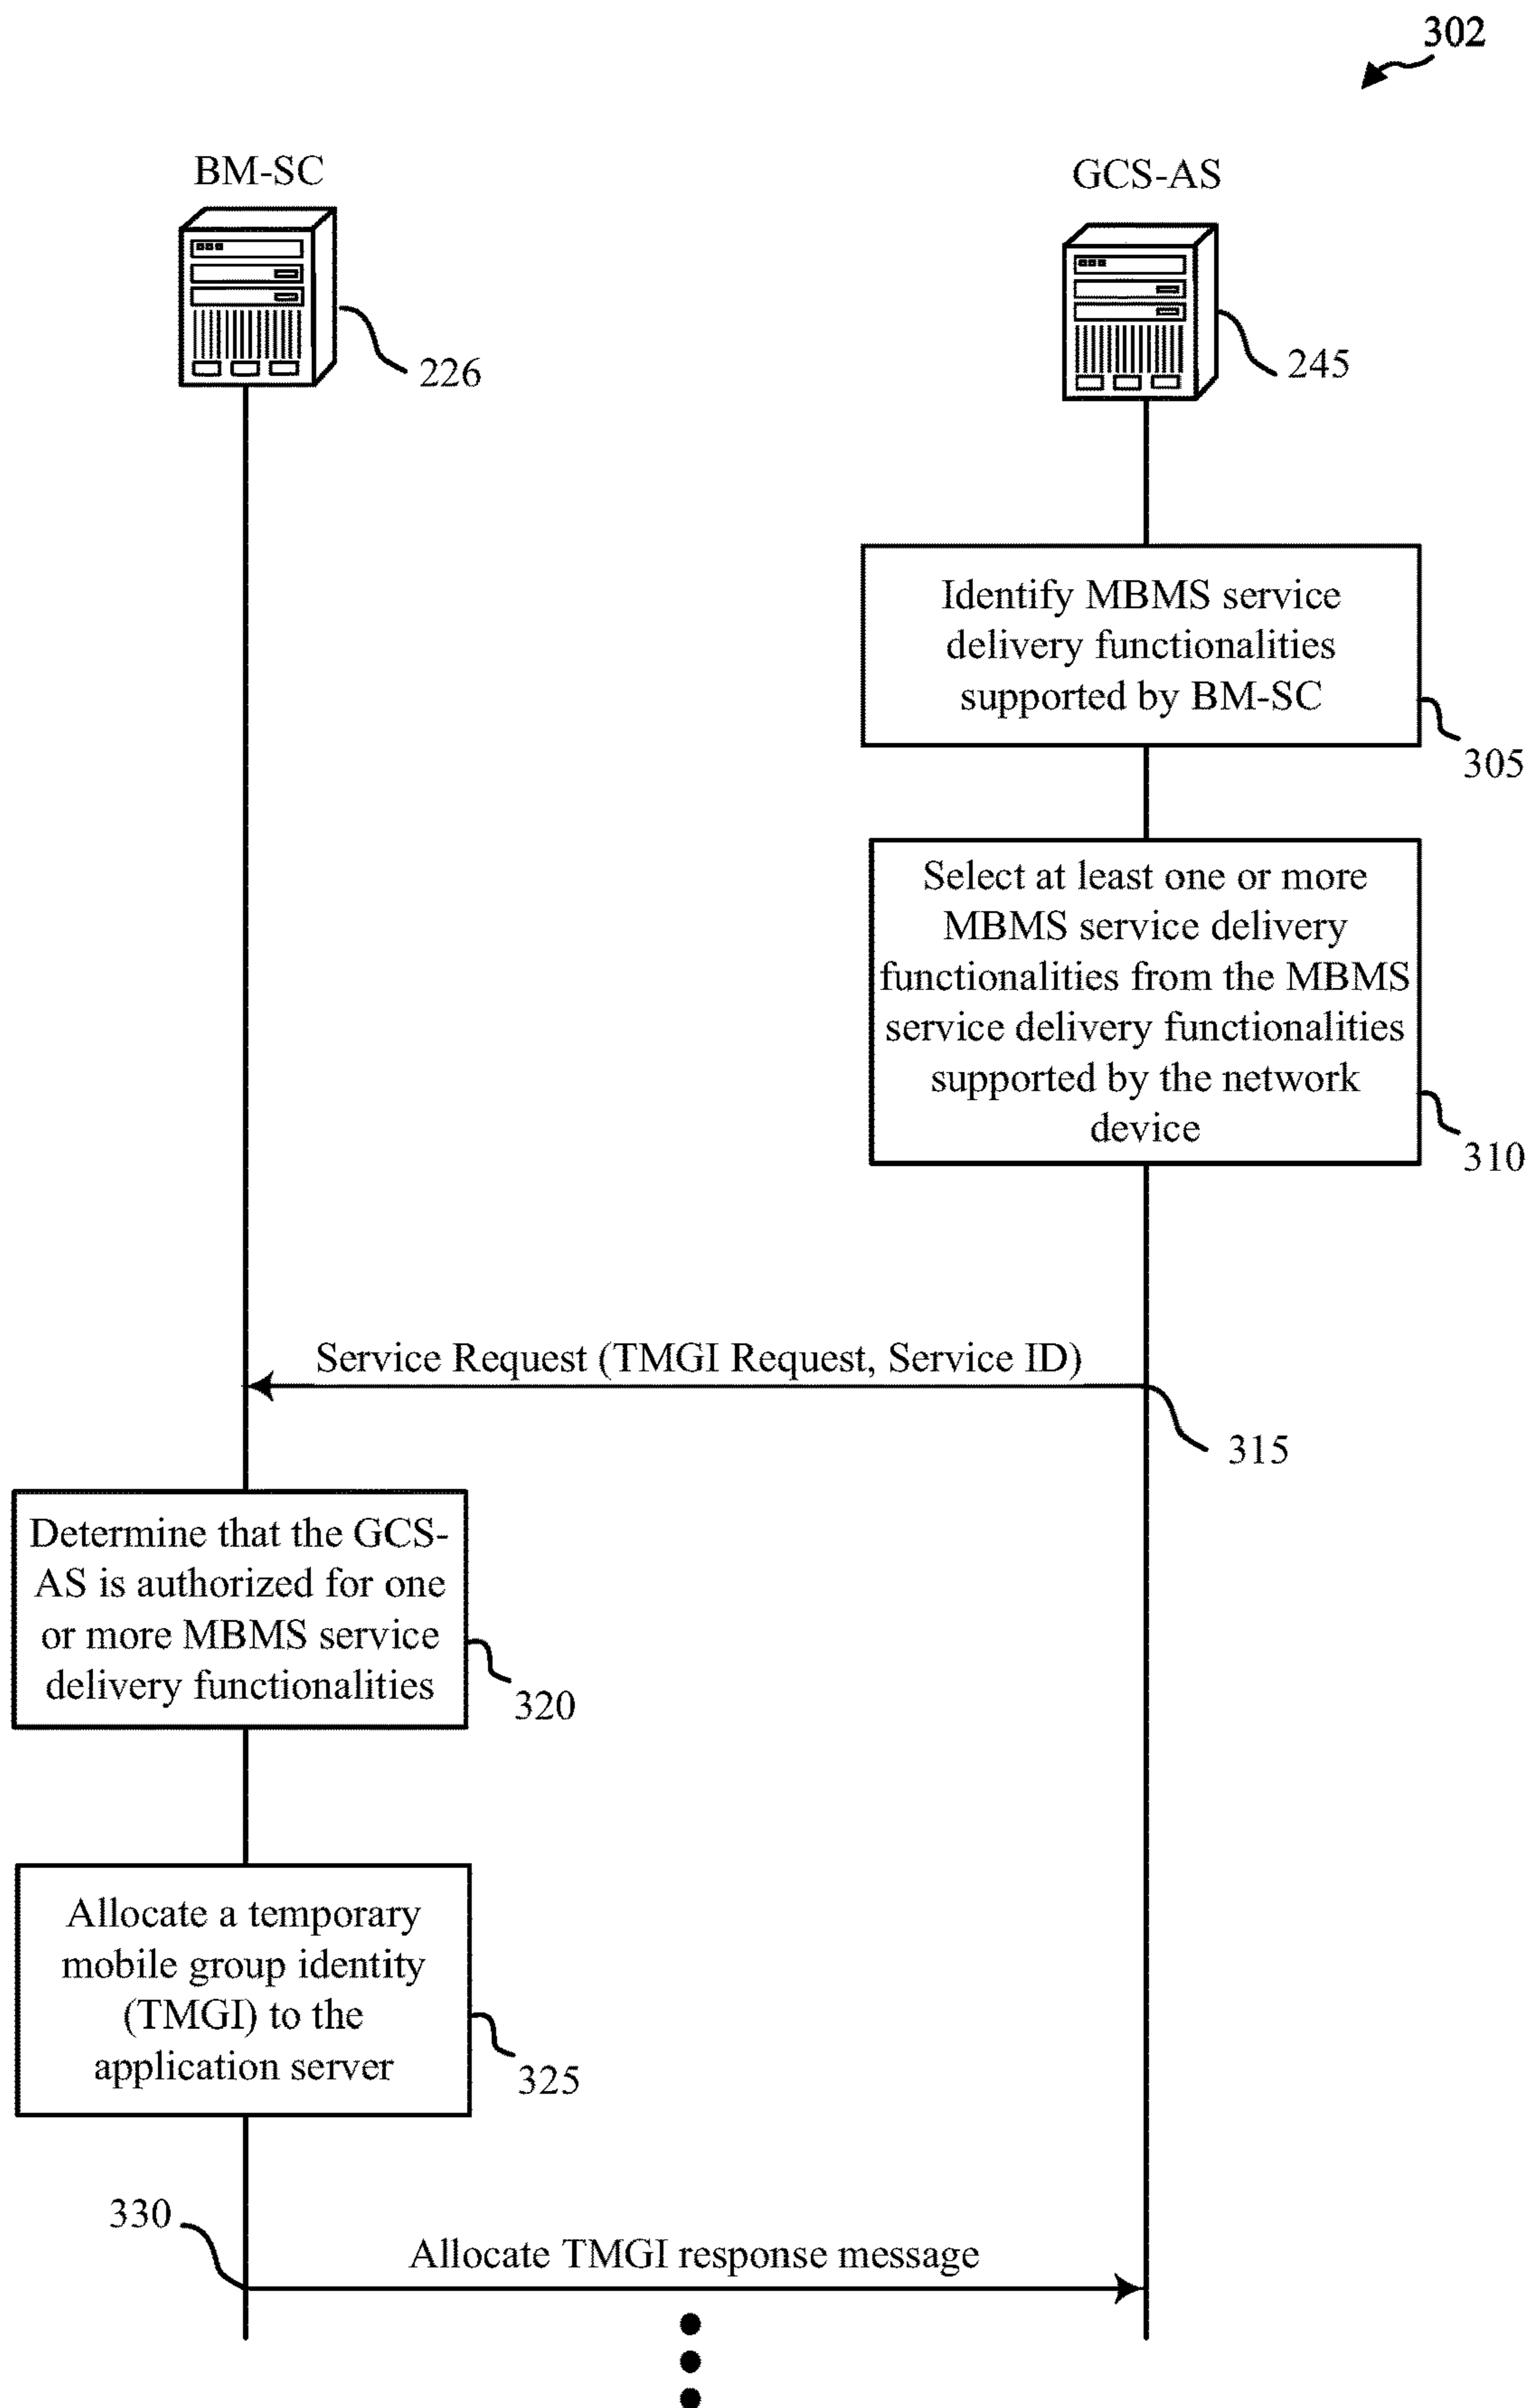 302
BM-SC
GCS-AS
226
245
Identify MBMS service
delivery functionalities
supported by BM-SC
305
Select at least one or more
MBMS service delivery
functionalities from the MBMS
service delivery functionalities
supported by the network
device
310
Service Request (TMGI Request, Service ID)
315
Determine that the GCS-
AS is authorized for one
or more MBMS service
delivery functionalities
320
Allocate a temporary
mobile group identity
(TMGI) to the
application server
325
330
Allocate TMGI response message